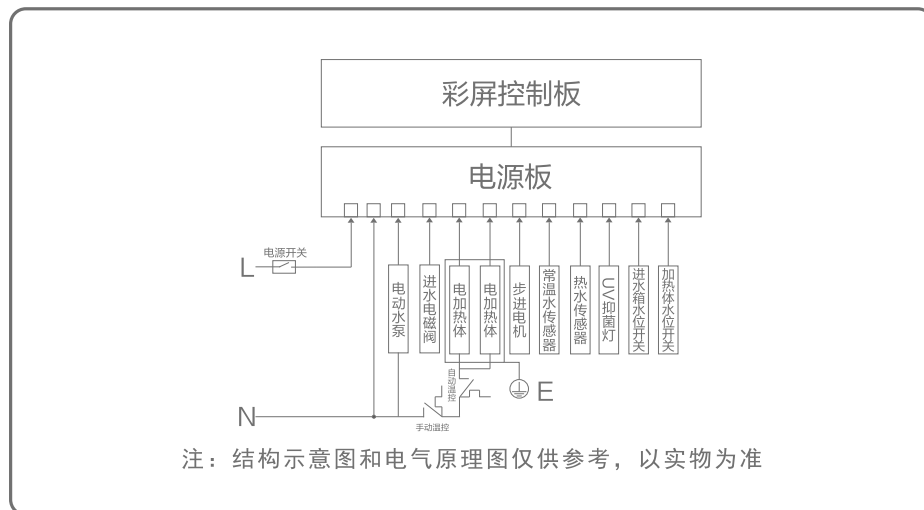 彩屏控制板
电源板
电源开关
L
电动水泵
进水电磁阀
电加热体
电加热体
步进电机
常温水传感器
热水传感器
UV抑菌灯
进水箱水位开关
加热体水位开关
自动温控
E
N
手动温控
注：结构示意图和电气原理图仅供参考，以实物为准